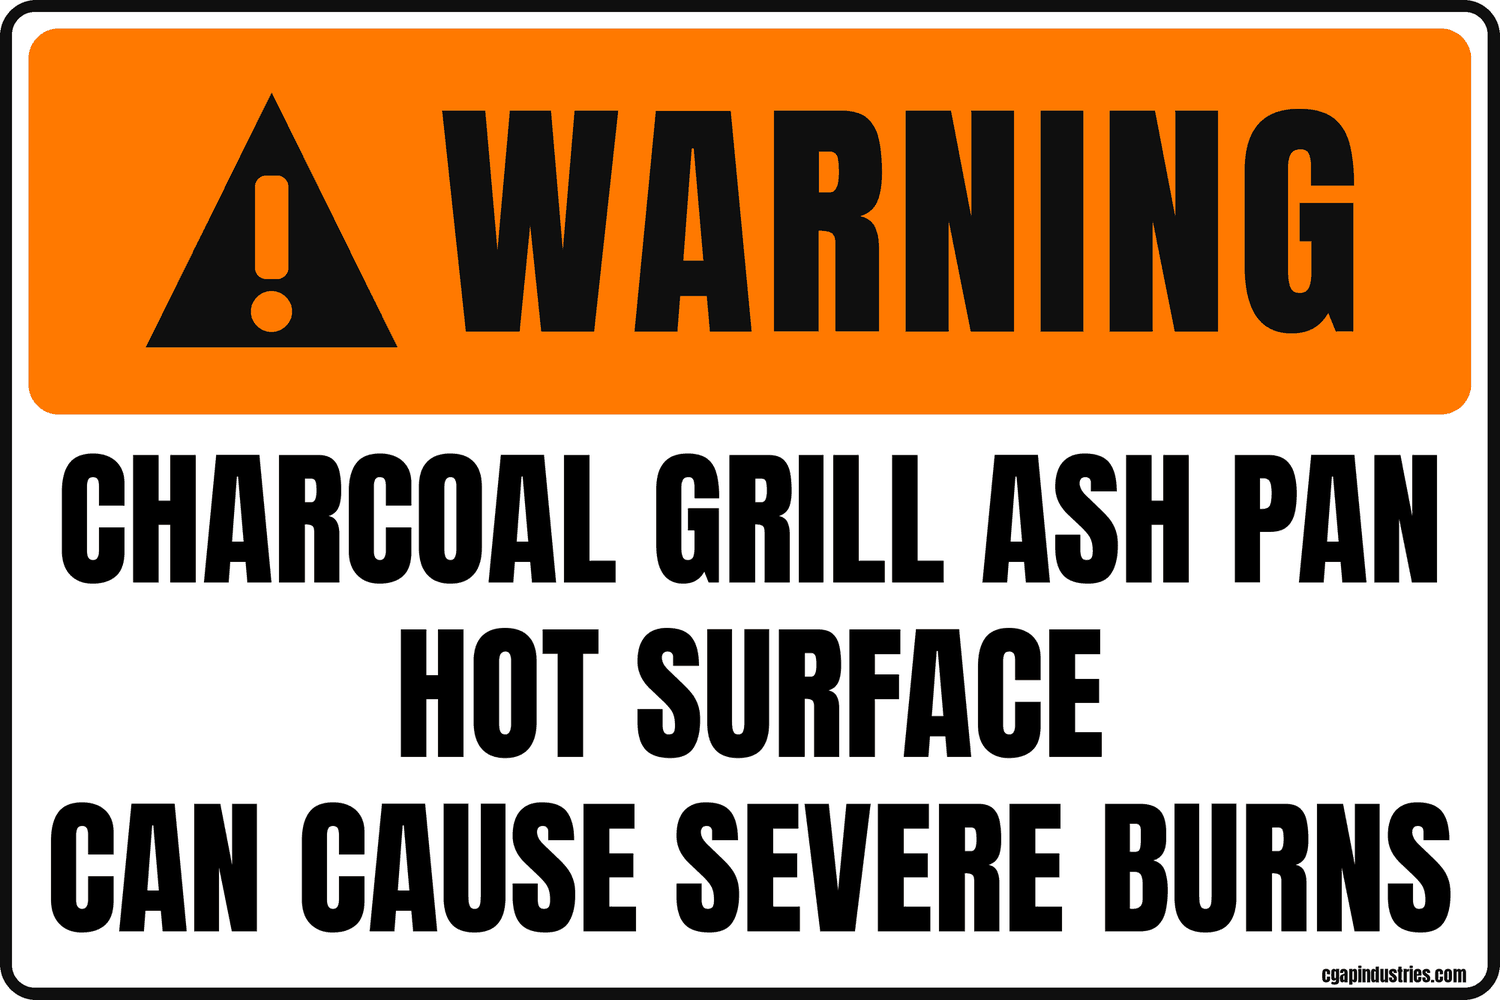 WARNING
CHARCOAL GRILL ASH PAN
HOT SURFACE
CAN CAUSE SEVERE BURNS
cgapindustries.com